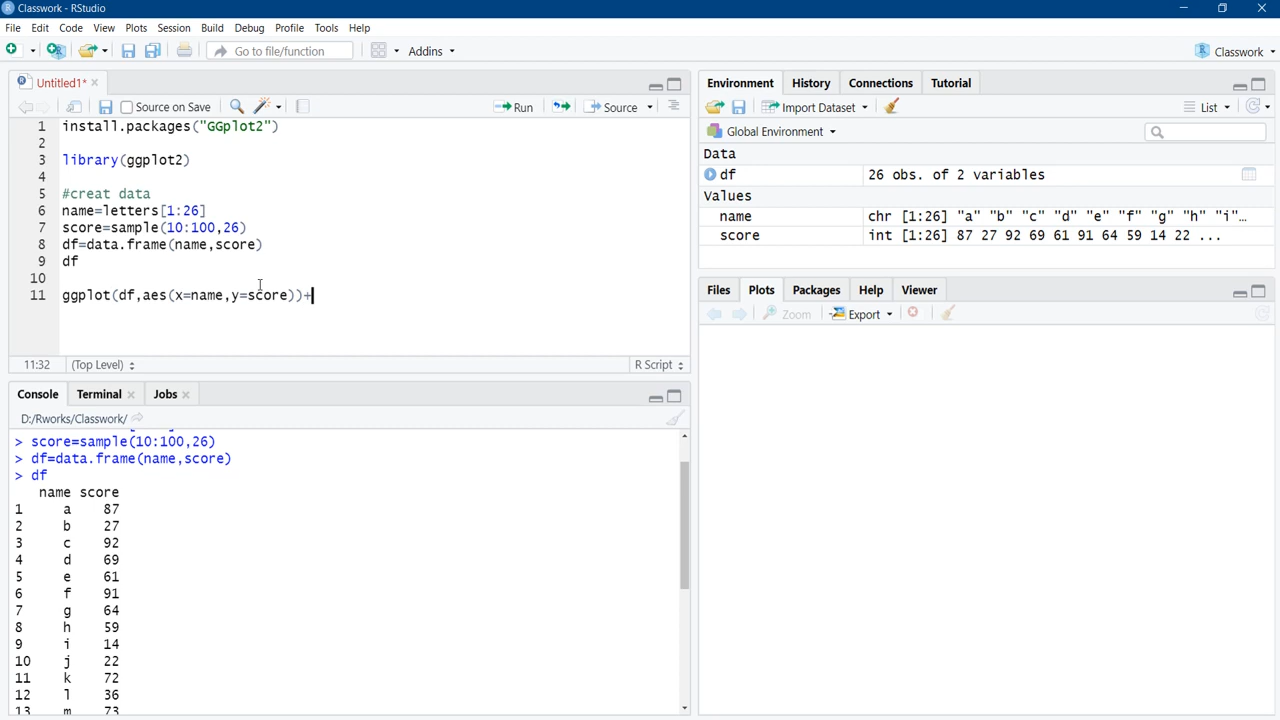 Classwork - RStudio
File Edit Code View Plots Session Build Debug Profile Tools Help
Go to file/function Addins Classwork
Untitled1*
Source on Save Run Source
1 install.packages("GGplot2")
2
3 library(ggplot2)
4
5 #creat data
6 name=letters[1:26]
7 score=sample(10:100,26)
8 df=data.frame(name,score)
9 df
10
11 ggplot(df,aes(x=name,y=score))+
11:32 (Top Level) R Script
Console Terminal Jobs
D:/Rworks/Classwork/
> score=sample(10:100,26)
> df=data.frame(name,score)
> df
name score
1 a 87
2 b 27
3 c 92
4 d 69
5 e 61
6 f 91
7 g 64
8 h 59
9 i 14
10 j 22
11 k 72
12 l 36
13 m 73
Environment History Connections Tutorial
Import Dataset List
Global Environment
Data
df 26 obs. of 2 variables
Values
name chr [1:26] "a" "b" "c" "d" "e" "f" "g" "h" "i"…
score int [1:26] 87 27 92 69 61 91 64 59 14 22 ...
Files Plots Packages Help Viewer
Zoom Export